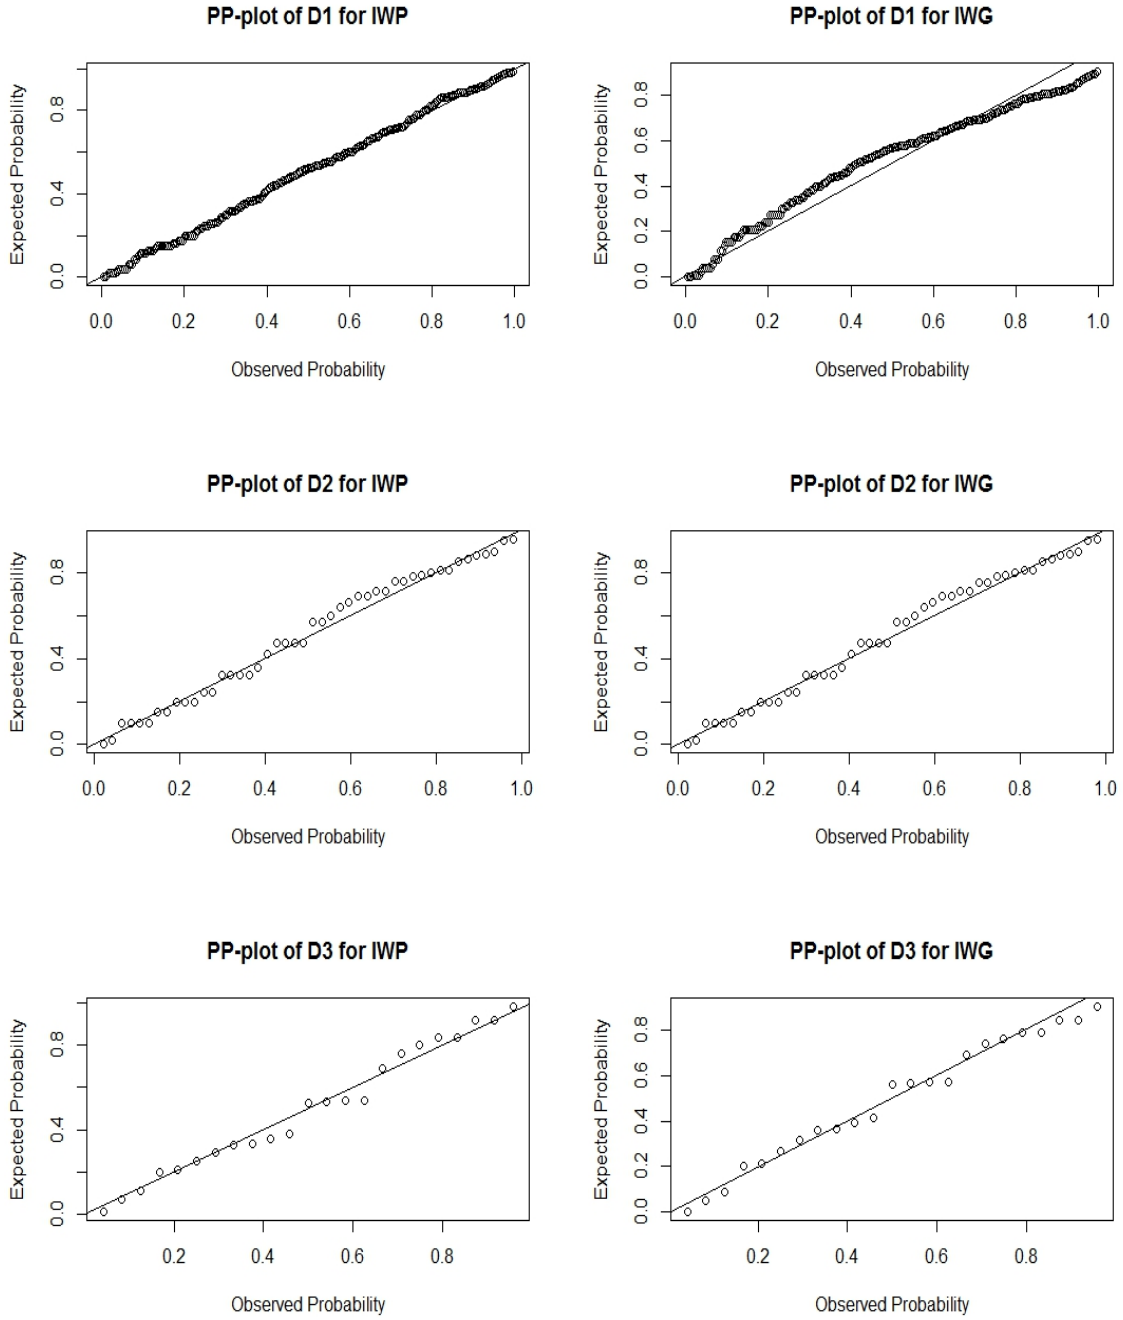 PP-plot of D1 for IWP
Expected Probability
0.8
0.4
0.0
0.0 0.2 0.4 0.6 0.8 1.0
Observed Probability
PP-plot of D1 for IWG
Expected Probability
0.8
0.6
0.4
0.2
0.0
0.0 0.2 0.4 0.6 0.8 1.0
Observed Probability
PP-plot of D2 for IWP
Expected Probability
0.8
0.4
0.0
0.0 0.2 0.4 0.6 0.8 1.0
Observed Probability
PP-plot of D2 for IWG
Expected Probability
0.8
0.4
0.0
0.0 0.2 0.4 0.6 0.8 1.0
Observed Probability
PP-plot of D3 for IWP
Expected Probability
0.8
0.4
0.0
0.2 0.4 0.6 0.8
Observed Probability
PP-plot of D3 for IWG
Expected Probability
0.8
0.6
0.4
0.2
0.0
0.2 0.4 0.6 0.8
Observed Probability